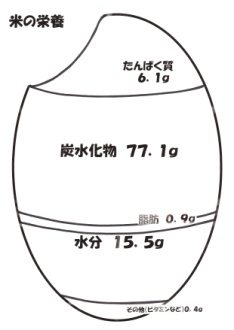 米の栄養
たんぱく質
6.1g
炭水化物 77.1g
脂肪 0.9g
水分 15.5g
その他(ビタミンなど)0.4g